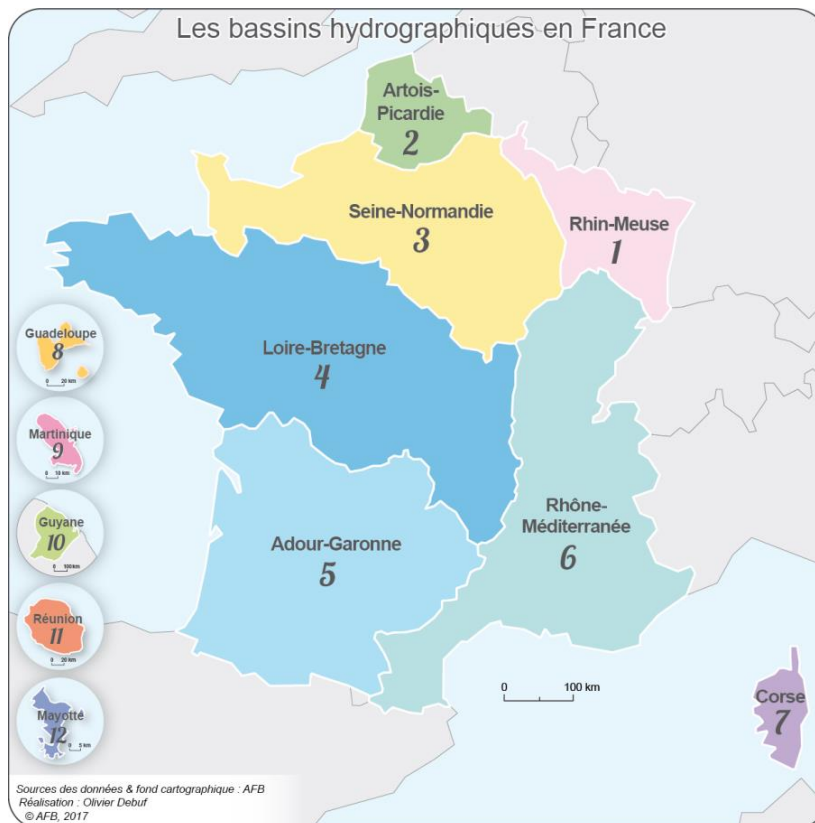 Les bassins hydrographiques en France
Artois-
Picardie
2
Seine-Normandie
3
Rhin-Meuse
1
Loire-Bretagne
4
Guadeloupe
8
0 20 km
Martinique
9
0 10 km
Guyane
10
0 100 km
Réunion
11
0 20 km
Mayotte
12
0 5 km
Adour-Garonne
5
Rhône-
Méditerranée
6
0 100 km
Corse
7
Sources des données & fond cartographique : AFB
Réalisation : Olivier Debuf
© AFB, 2017